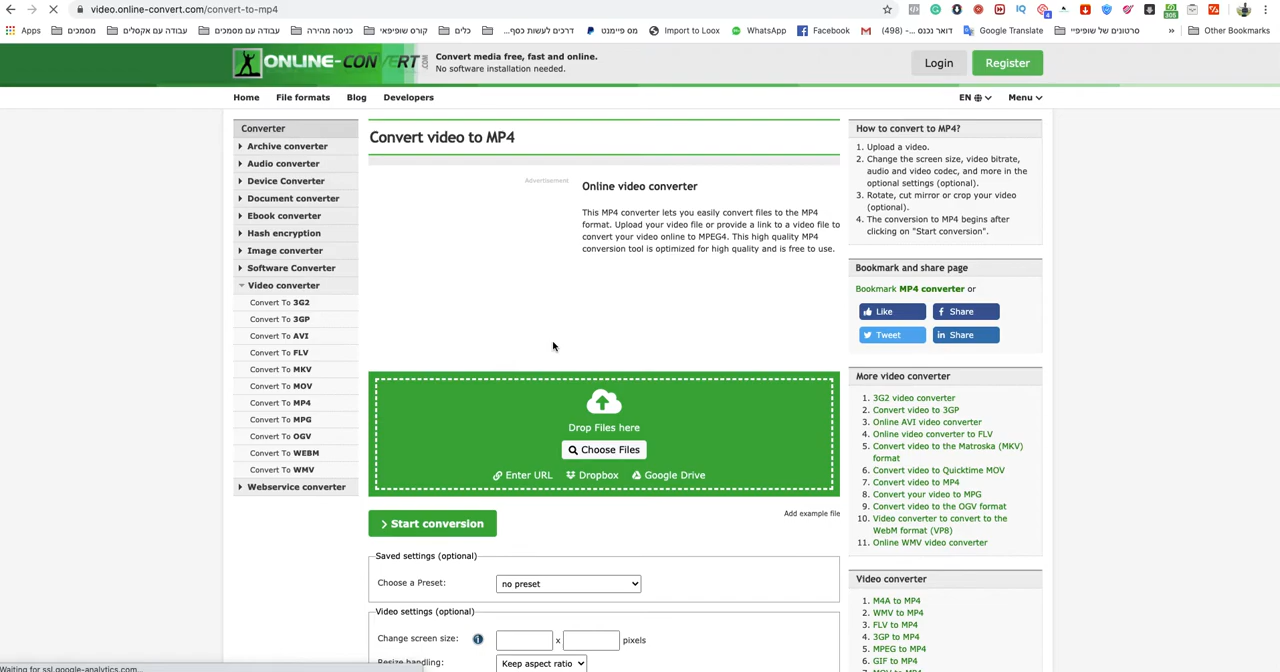 video.online-convert.com/convert-to-mp4
Apps מסמכים עבודה עם מסמכים כניסה מהירה קורס שופיפאי כלים דרכים לעשות כסף... מס פיימנט Import to Loox WhatsApp Facebook דואר נכנס - (498) Google Translate סרטונים של שופיפיי » Other Bookmarks
ONLINE-CONVERT
Convert media free, fast and online.
No software installation needed.
Login
Register
Home File formats Blog Developers
EN
Menu
Converter
Archive converter
Audio converter
Device Converter
Document converter
Ebook converter
Hash encryption
Image converter
Software Converter
Video converter
Convert To 3G2
Convert To 3GP
Convert To AVI
Convert To FLV
Convert To MKV
Convert To MOV
Convert To MP4
Convert To MPG
Convert To OGV
Convert To WEBM
Convert To WMV
Webservice converter
Convert video to MP4
Advertisement
Online video converter
This MP4 converter lets you easily convert files to the MP4
format. Upload your video file or provide a link to a video file to
convert your video online to MPEG4. This high quality MP4
conversion tool is optimized for high quality and is free to use.
Drop Files here
Choose Files
Enter URL Dropbox Google Drive
Start conversion
Add example file
Saved settings (optional)
Choose a Preset: no preset
Video settings (optional)
Change screen size: x pixels
Resize handling: Keep aspect ratio
How to convert to MP4?
1. Upload a video.
2. Change the screen size, video bitrate,
audio and video codec, and more in the
optional settings (optional).
3. Rotate, cut mirror or crop your video
(optional).
4. The conversion to MP4 begins after
clicking on "Start conversion".
Bookmark and share page
Bookmark MP4 converter or
Like Share
Tweet Share
More video converter
1. 3G2 video converter
2. Convert video to 3GP
3. Online AVI video converter
4. Online video converter to FLV
5. Convert video to the Matroska (MKV)
format
6. Convert video to Quicktime MOV
7. Convert video to MP4
8. Convert your video to MPG
9. Convert video to the OGV format
10. Video converter to convert to the
WebM format (VP8)
11. Online WMV video converter
Video converter
1. M4A to MP4
2. WMV to MP4
3. FLV to MP4
4. 3GP to MP4
5. MPEG to MP4
6. GIF to MP4
Waiting for ssl.google-analytics.com...